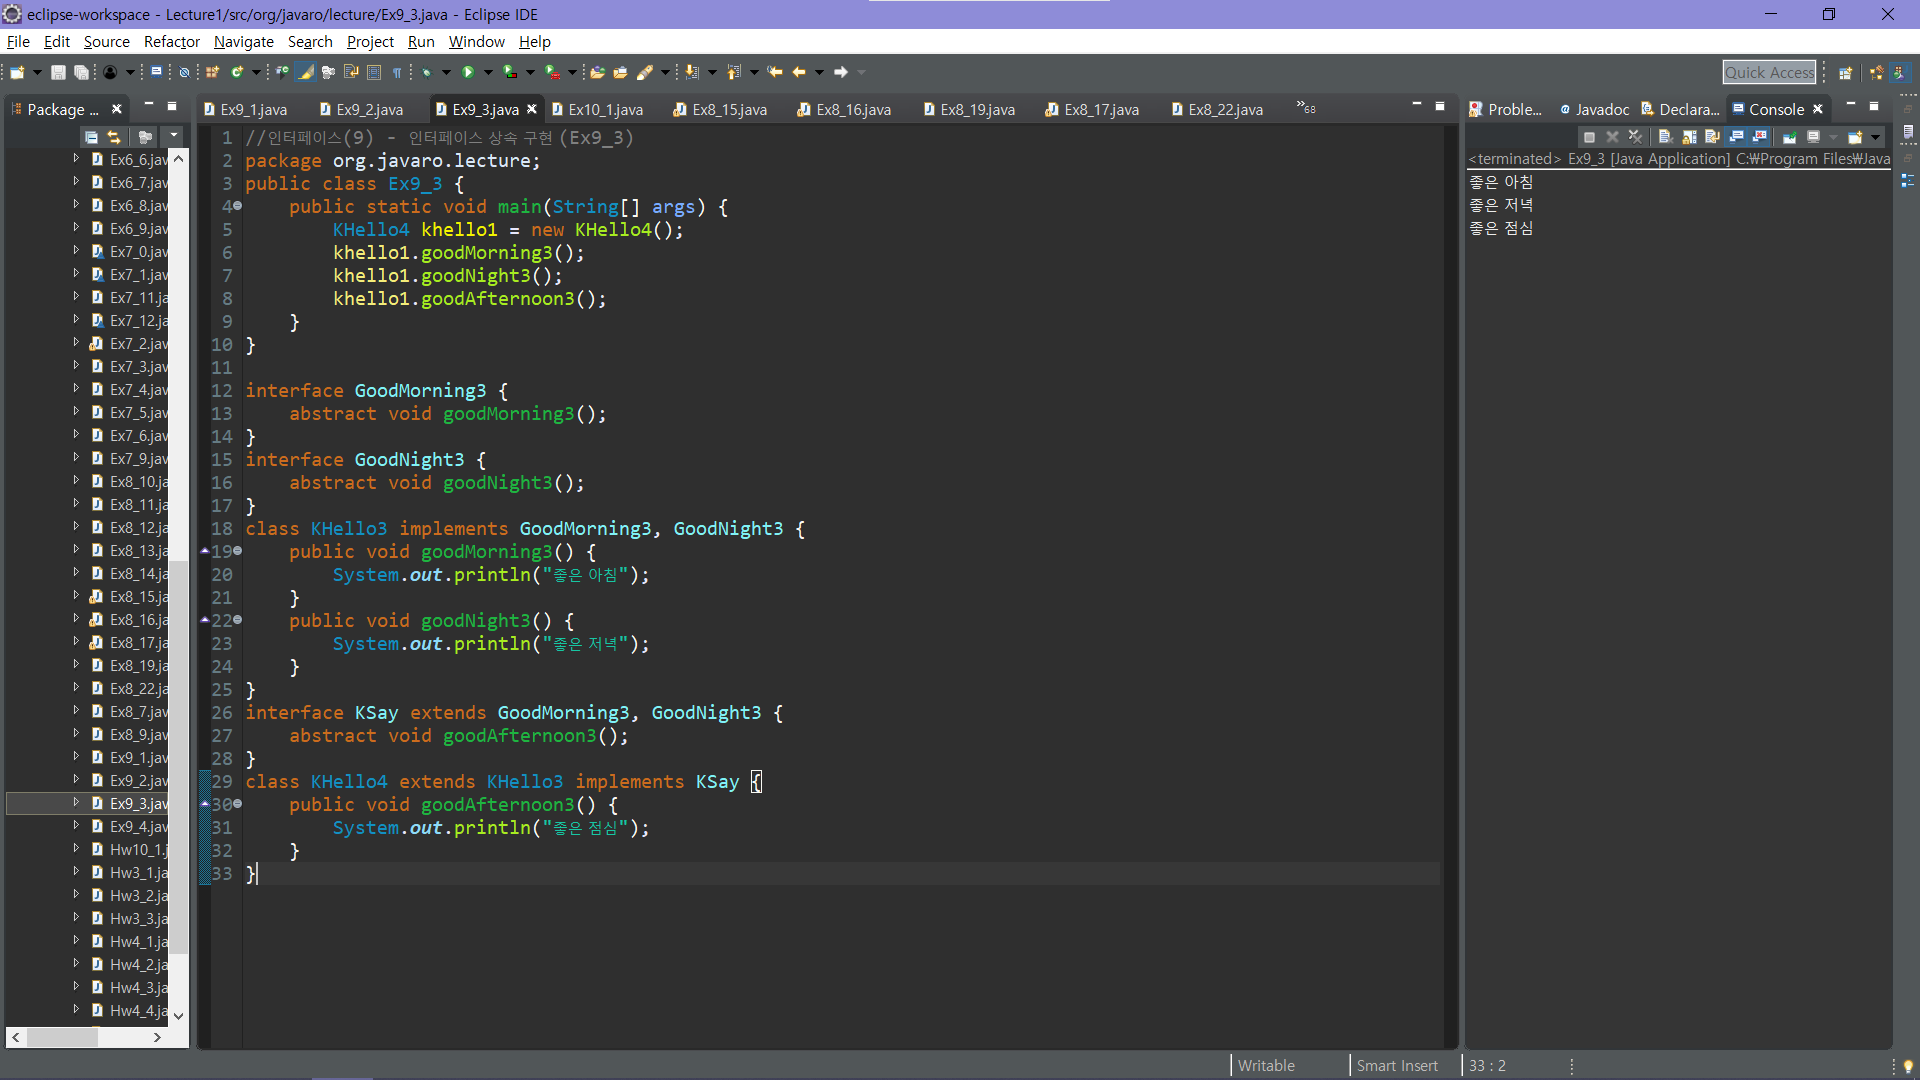 eclipse-workspace - Lecture1/src/org/javaro/lecture/Ex9_3.java - Eclipse IDE
File Edit Source Refactor Navigate Search Project Run Window Help
Quick Access
Package ...
Ex9_1.java Ex9_2.java Ex9_3.java Ex10_1.java Ex8_15.java Ex8_16.java Ex8_19.java Ex8_17.java Ex8_22.java »68
Proble... Javadoc Declara... Console
Ex6_6.jav
Ex6_7.jav
Ex6_8.jav
Ex6_9.jav
Ex7_0.jav
Ex7_1.jav
Ex7_11.ja
Ex7_12.ja
Ex7_2.jav
Ex7_3.jav
Ex7_4.jav
Ex7_5.jav
Ex7_6.jav
Ex7_9.jav
Ex8_10.ja
Ex8_11.ja
Ex8_12.ja
Ex8_13.ja
Ex8_14.ja
Ex8_15.ja
Ex8_16.ja
Ex8_17.ja
Ex8_19.ja
Ex8_22.ja
Ex8_7.jav
Ex8_9.jav
Ex9_1.jav
Ex9_2.jav
Ex9_3.jav
Ex9_4.jav
Hw10_1.j
Hw3_1.ja
Hw3_2.ja
Hw3_3.ja
Hw4_1.ja
Hw4_2.ja
Hw4_3.ja
Hw4_4.ja
1 //인터페이스(9) - 인터페이스 상속 구현 (Ex9_3)
2 package org.javaro.lecture;
3 public class Ex9_3 {
4     public static void main(String[] args) {
5         KHello4 khello1 = new KHello4();
6         khello1.goodMorning3();
7         khello1.goodNight3();
8         khello1.goodAfternoon3();
9     }
10 }
11
12 interface GoodMorning3 {
13     abstract void goodMorning3();
14 }
15 interface GoodNight3 {
16     abstract void goodNight3();
17 }
18 class KHello3 implements GoodMorning3, GoodNight3 {
19     public void goodMorning3() {
20         System.out.println("좋은 아침");
21     }
22     public void goodNight3() {
23         System.out.println("좋은 저녁");
24     }
25 }
26 interface KSay extends GoodMorning3, GoodNight3 {
27     abstract void goodAfternoon3();
28 }
29 class KHello4 extends KHello3 implements KSay {
30     public void goodAfternoon3() {
31         System.out.println("좋은 점심");
32     }
33 }
<terminated> Ex9_3 [Java Application] C:₩Program Files₩Java
좋은 아침
좋은 저녁
좋은 점심
Writable Smart Insert 33 : 2